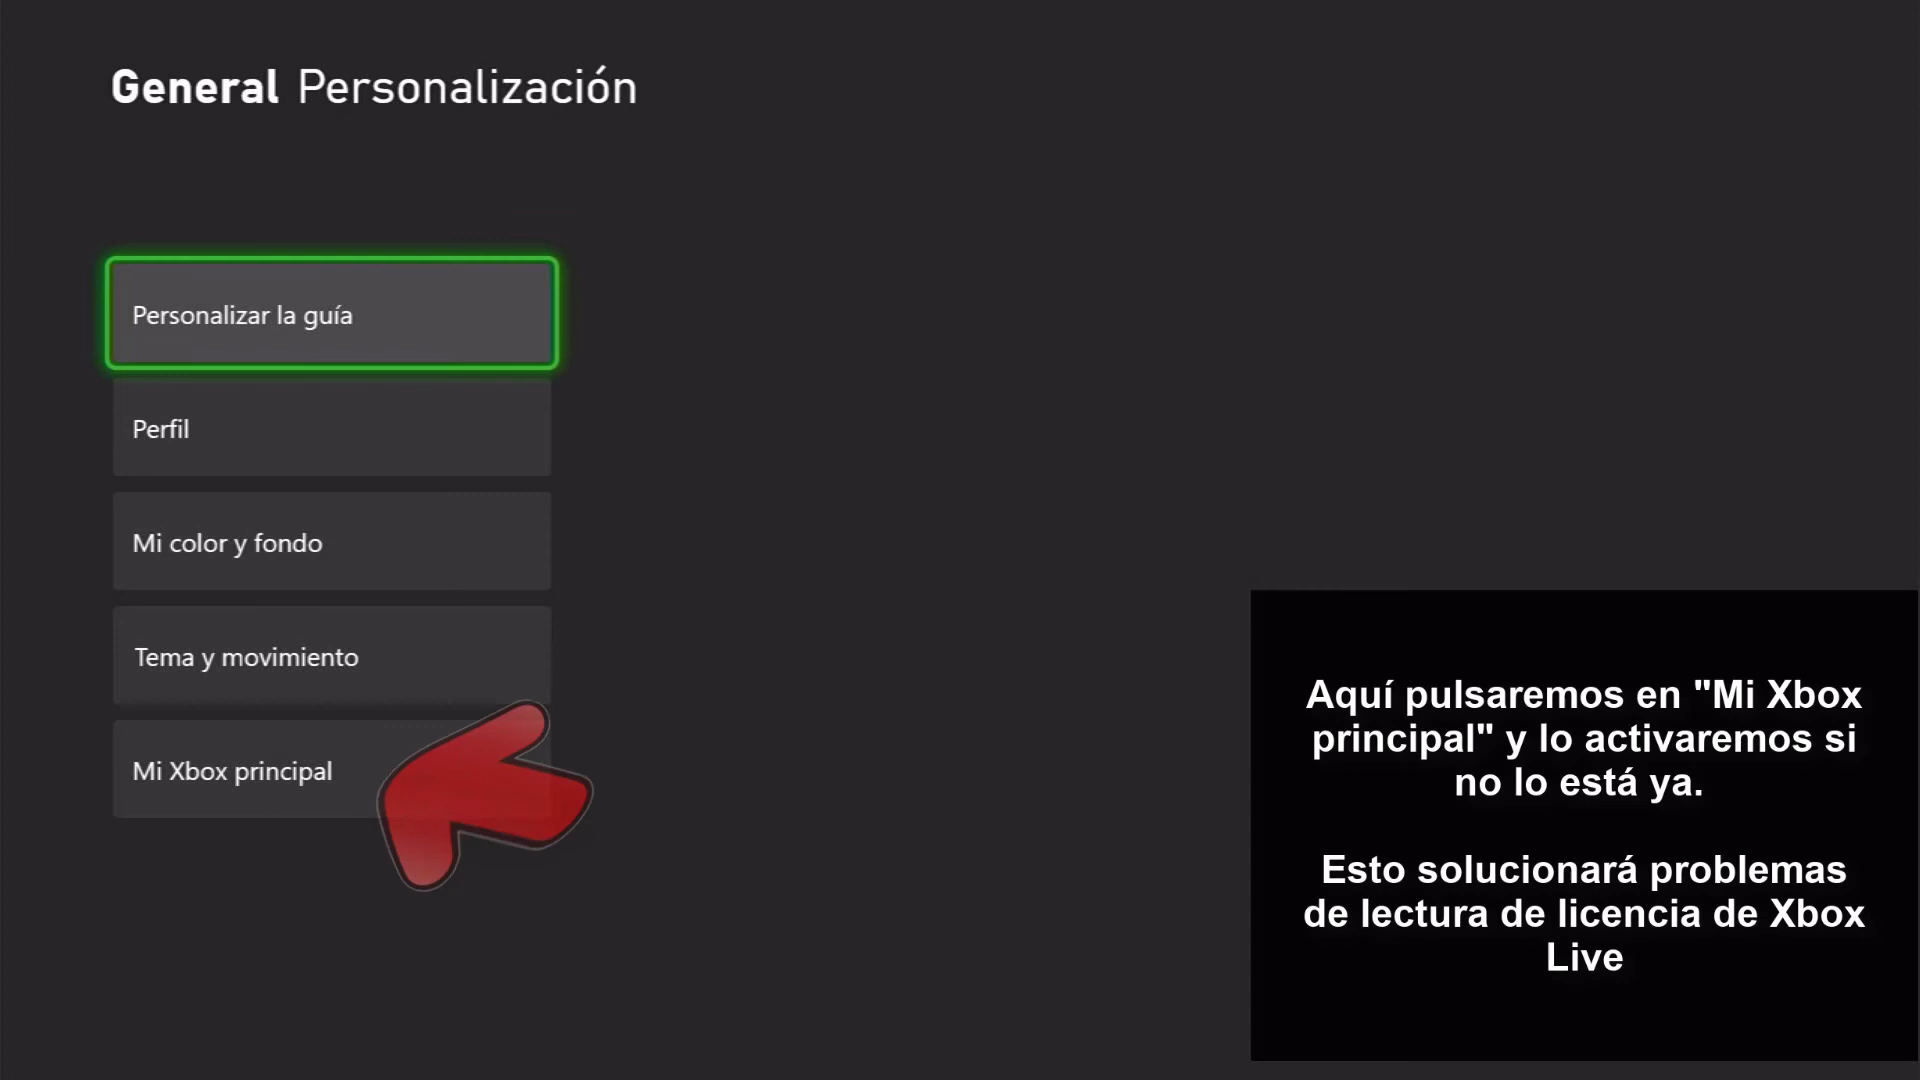 General Personalización
Personalizar la guía
Perfil
Mi color y fondo
Tema y movimiento
Mi Xbox principal
Aquí pulsaremos en "Mi Xbox
principal" y lo activaremos si
no lo está ya.
Esto solucionará problemas
de lectura de licencia de Xbox
Live